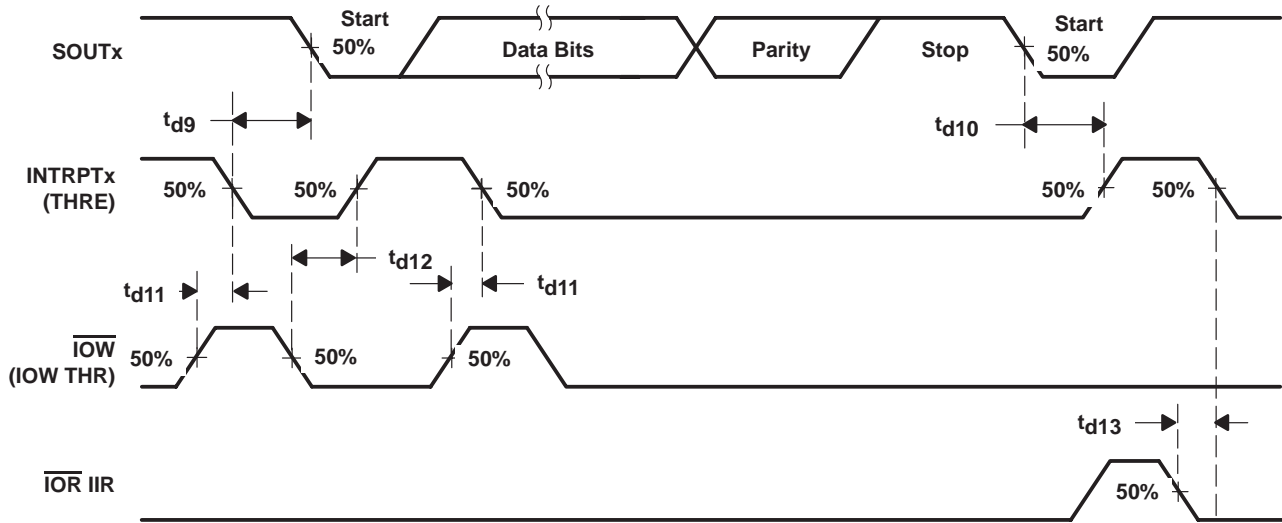 Start
Start
SOUTx
50%
Data Bits
Parity
Stop
50%
td9
td10
INTRPTx
(THRE)
50%
50%
50%
50%
50%
td12
td11
td11
IOW
(IOW THR)
50%
50%
50%
td13
IOR IIR
50%